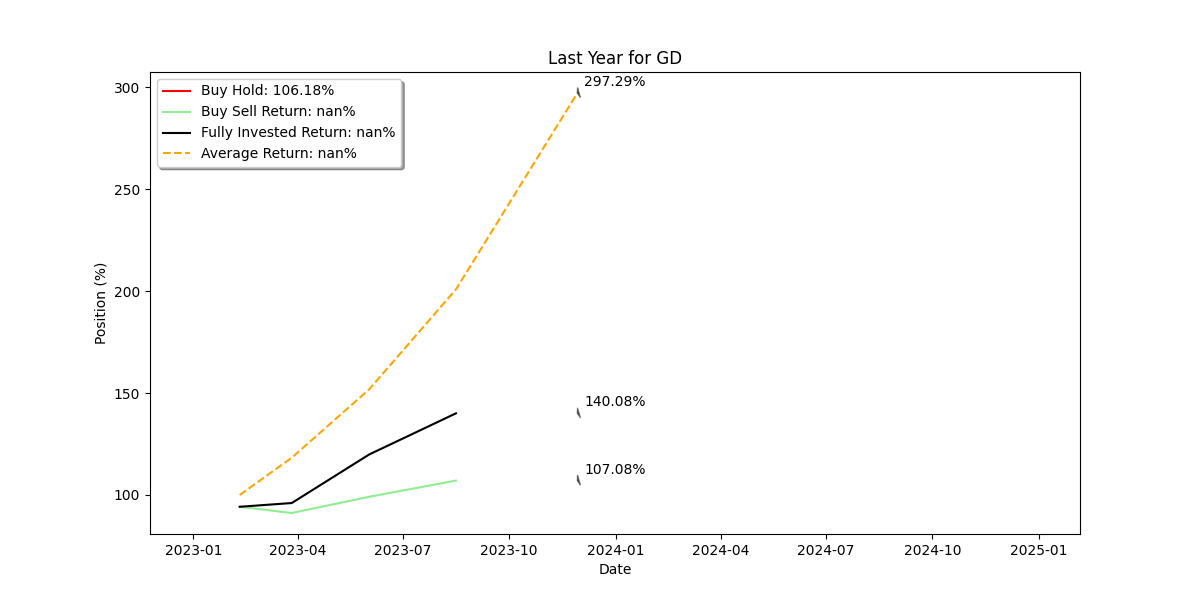 Last Year for GD
Buy Hold: 106.18%
Buy Sell Return: nan%
Fully Invested Return: nan%
Average Return: nan%
297.29%
140.08%
107.08%
Position (%)
300
250
200
150
100
2023-01 2023-04 2023-07 2023-10 2024-01 2024-04 2024-07 2024-10 2025-01
Date